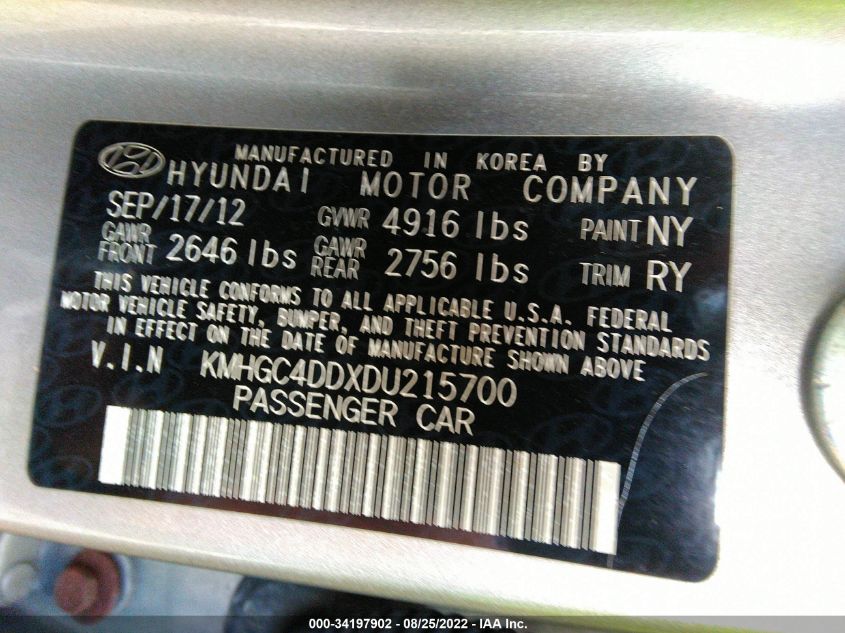 MANUFACTURED IN KOREA BY
HYUNDAI MOTOR COMPANY
SEP/17/12 GVWR 4916 lbs PAINT NY
GAWR FRONT 2646 lbs GAWR REAR 2756 lbs TRIM RY
THIS VEHICLE CONFORMS TO ALL APPLICABLE U.S.A. FEDERAL
MOTOR VEHICLE SAFETY, BUMPER, AND THEFT PREVENTION STANDARDS
IN EFFECT ON THE DATE OF MANUFACTURE SHOWN ABOVE.
V.I.N KMHGC4DDXDU215700
PASSENGER CAR
000-34197902 - 08/25/2022 - IAA Inc.